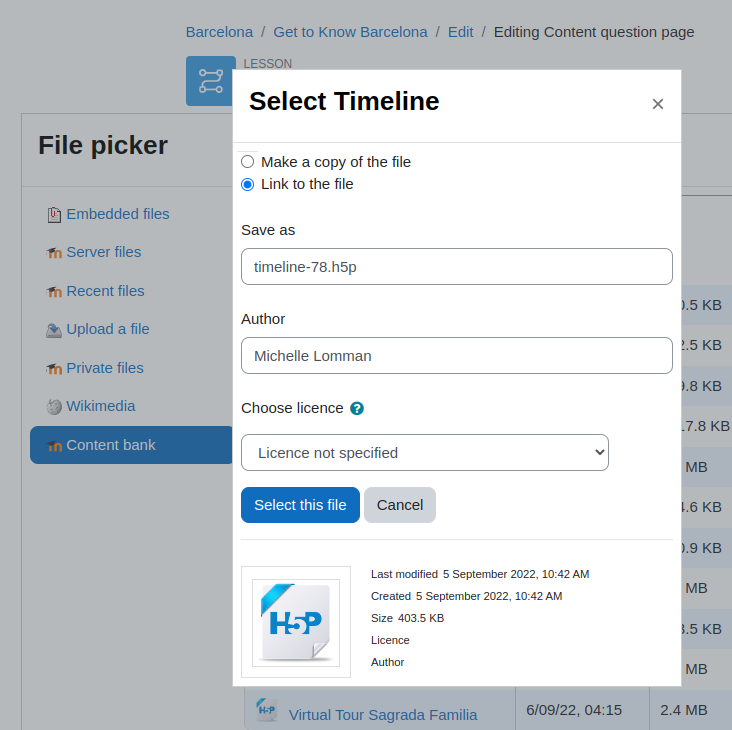 Barcelona / Get to Know Barcelona / Edit / Editing Content question page
LESSON
File picker
Embedded files
Server files
Recent files
Upload a file
Private files
Wikimedia
Content bank
Select Timeline
×
Make a copy of the file
Link to the file
Save as
timeline-78.h5p
Author
Michelle Lomman
Choose licence ?
Licence not specified
Select this file Cancel
H5P
Last modified 5 September 2022, 10:42 AM
Created 5 September 2022, 10:42 AM
Size 403.5 KB
Licence
Author
0.5 KB
2.5 KB
9.8 KB
17.8 KB
MB
4.6 KB
0.9 KB
MB
3.5 KB
MB
H5P Virtual Tour Sagrada Familia 6/09/22, 04:15 2.4 MB